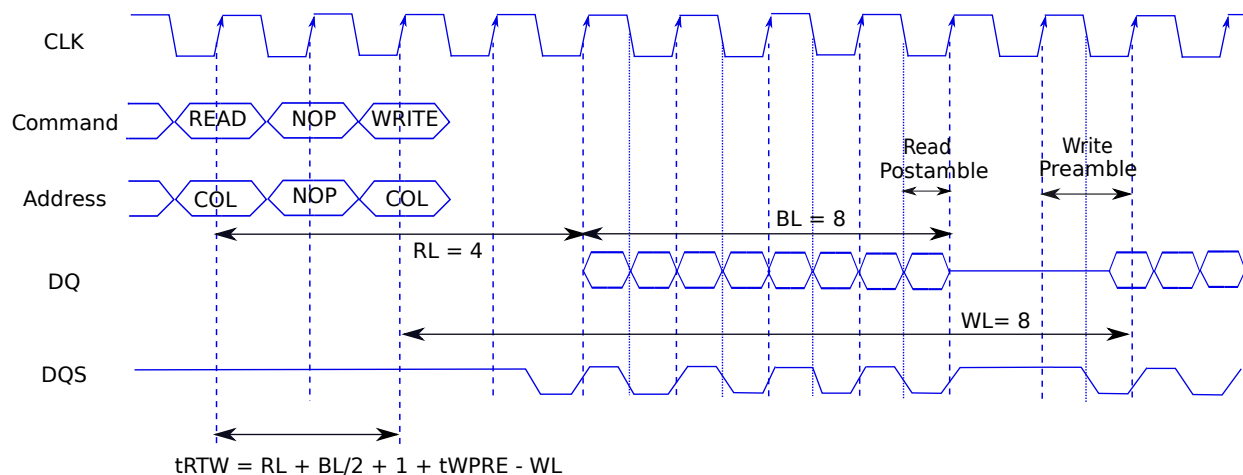 CLK
Command
READ
NOP
WRITE
Read
Postamble
Write
Preamble
Address
COL
NOP
COL
BL = 8
RL = 4
DQ
WL= 8
DQS
tRTW = RL + BL/2 + 1 + tWPRE - WL